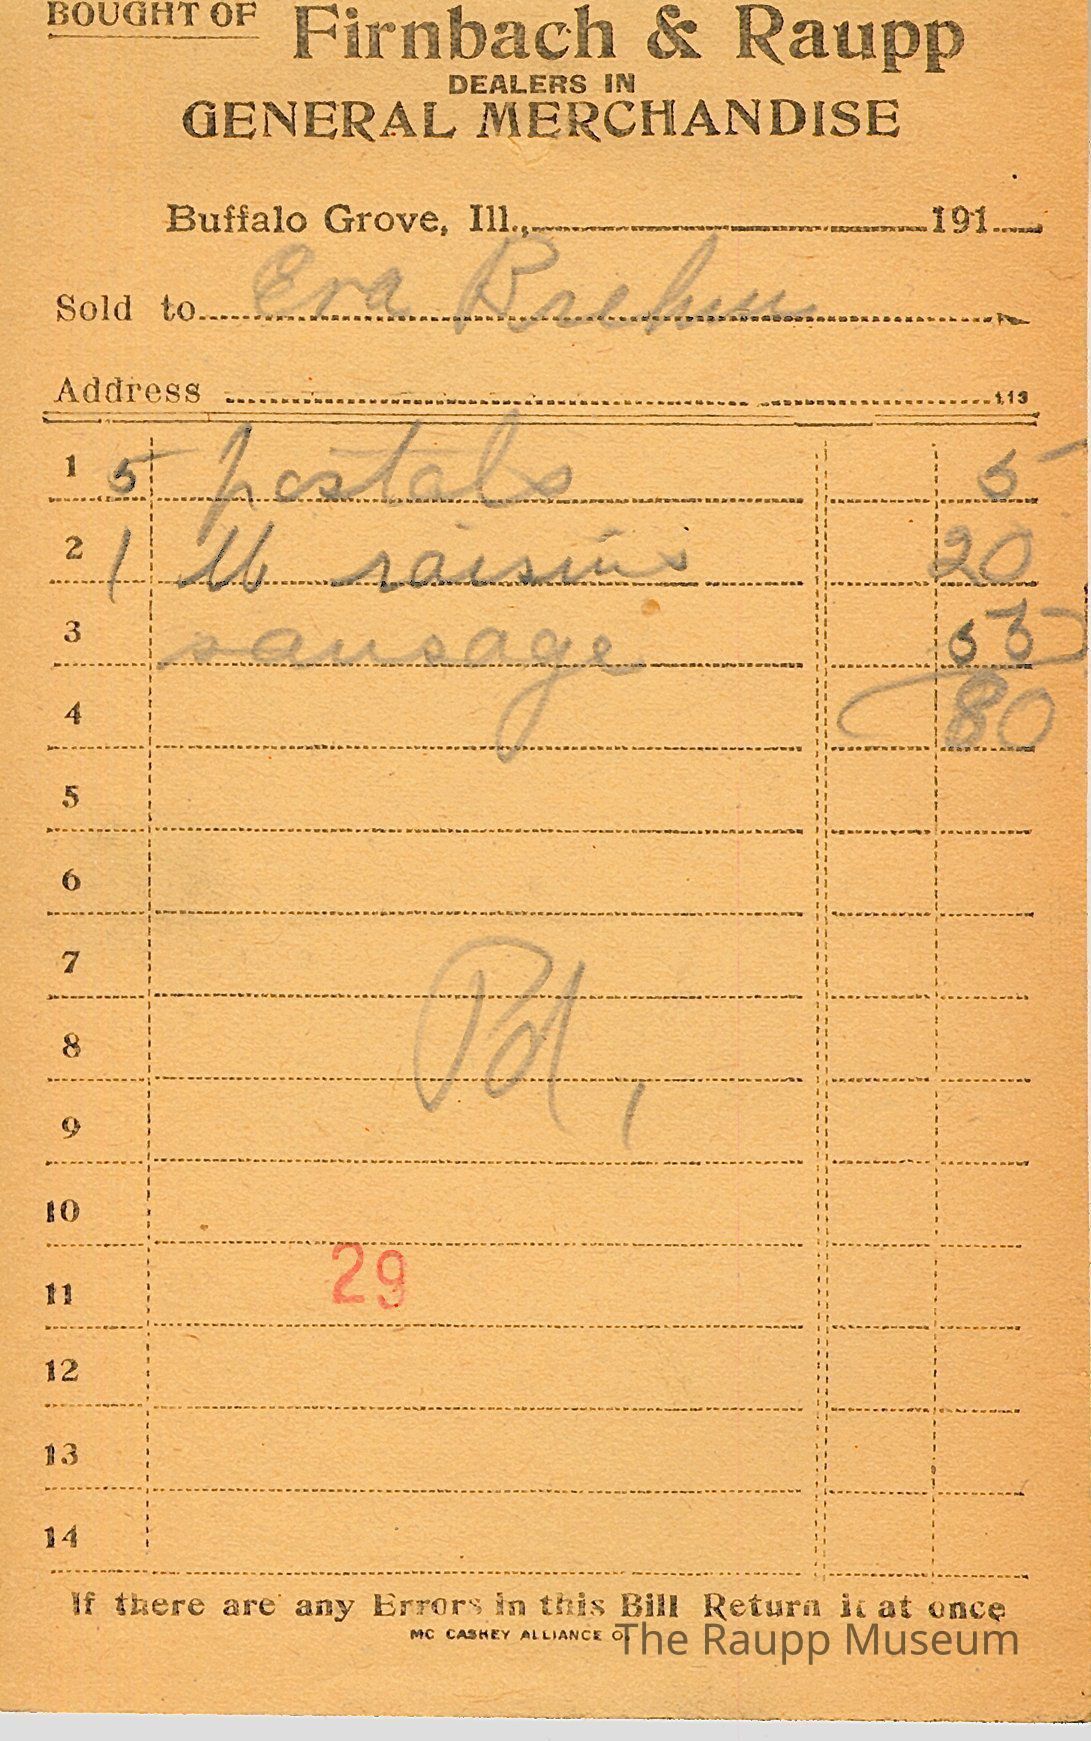 BOUGHT OF Firnbach & Raupp
DEALERS IN
GENERAL MERCHANDISE
Buffalo Grove, Ill., 191
Sold to Eva Brehm
Address 113
1 5 postals 5
2 1 lb raisins 20
3 sausage 55
4 80
5
6
7
8
Pd,
9
10
29
11
12
13
14
If there are any Errors in this Bill Return it at once
MC CASKEY ALLIANCE O.
The Raupp Museum